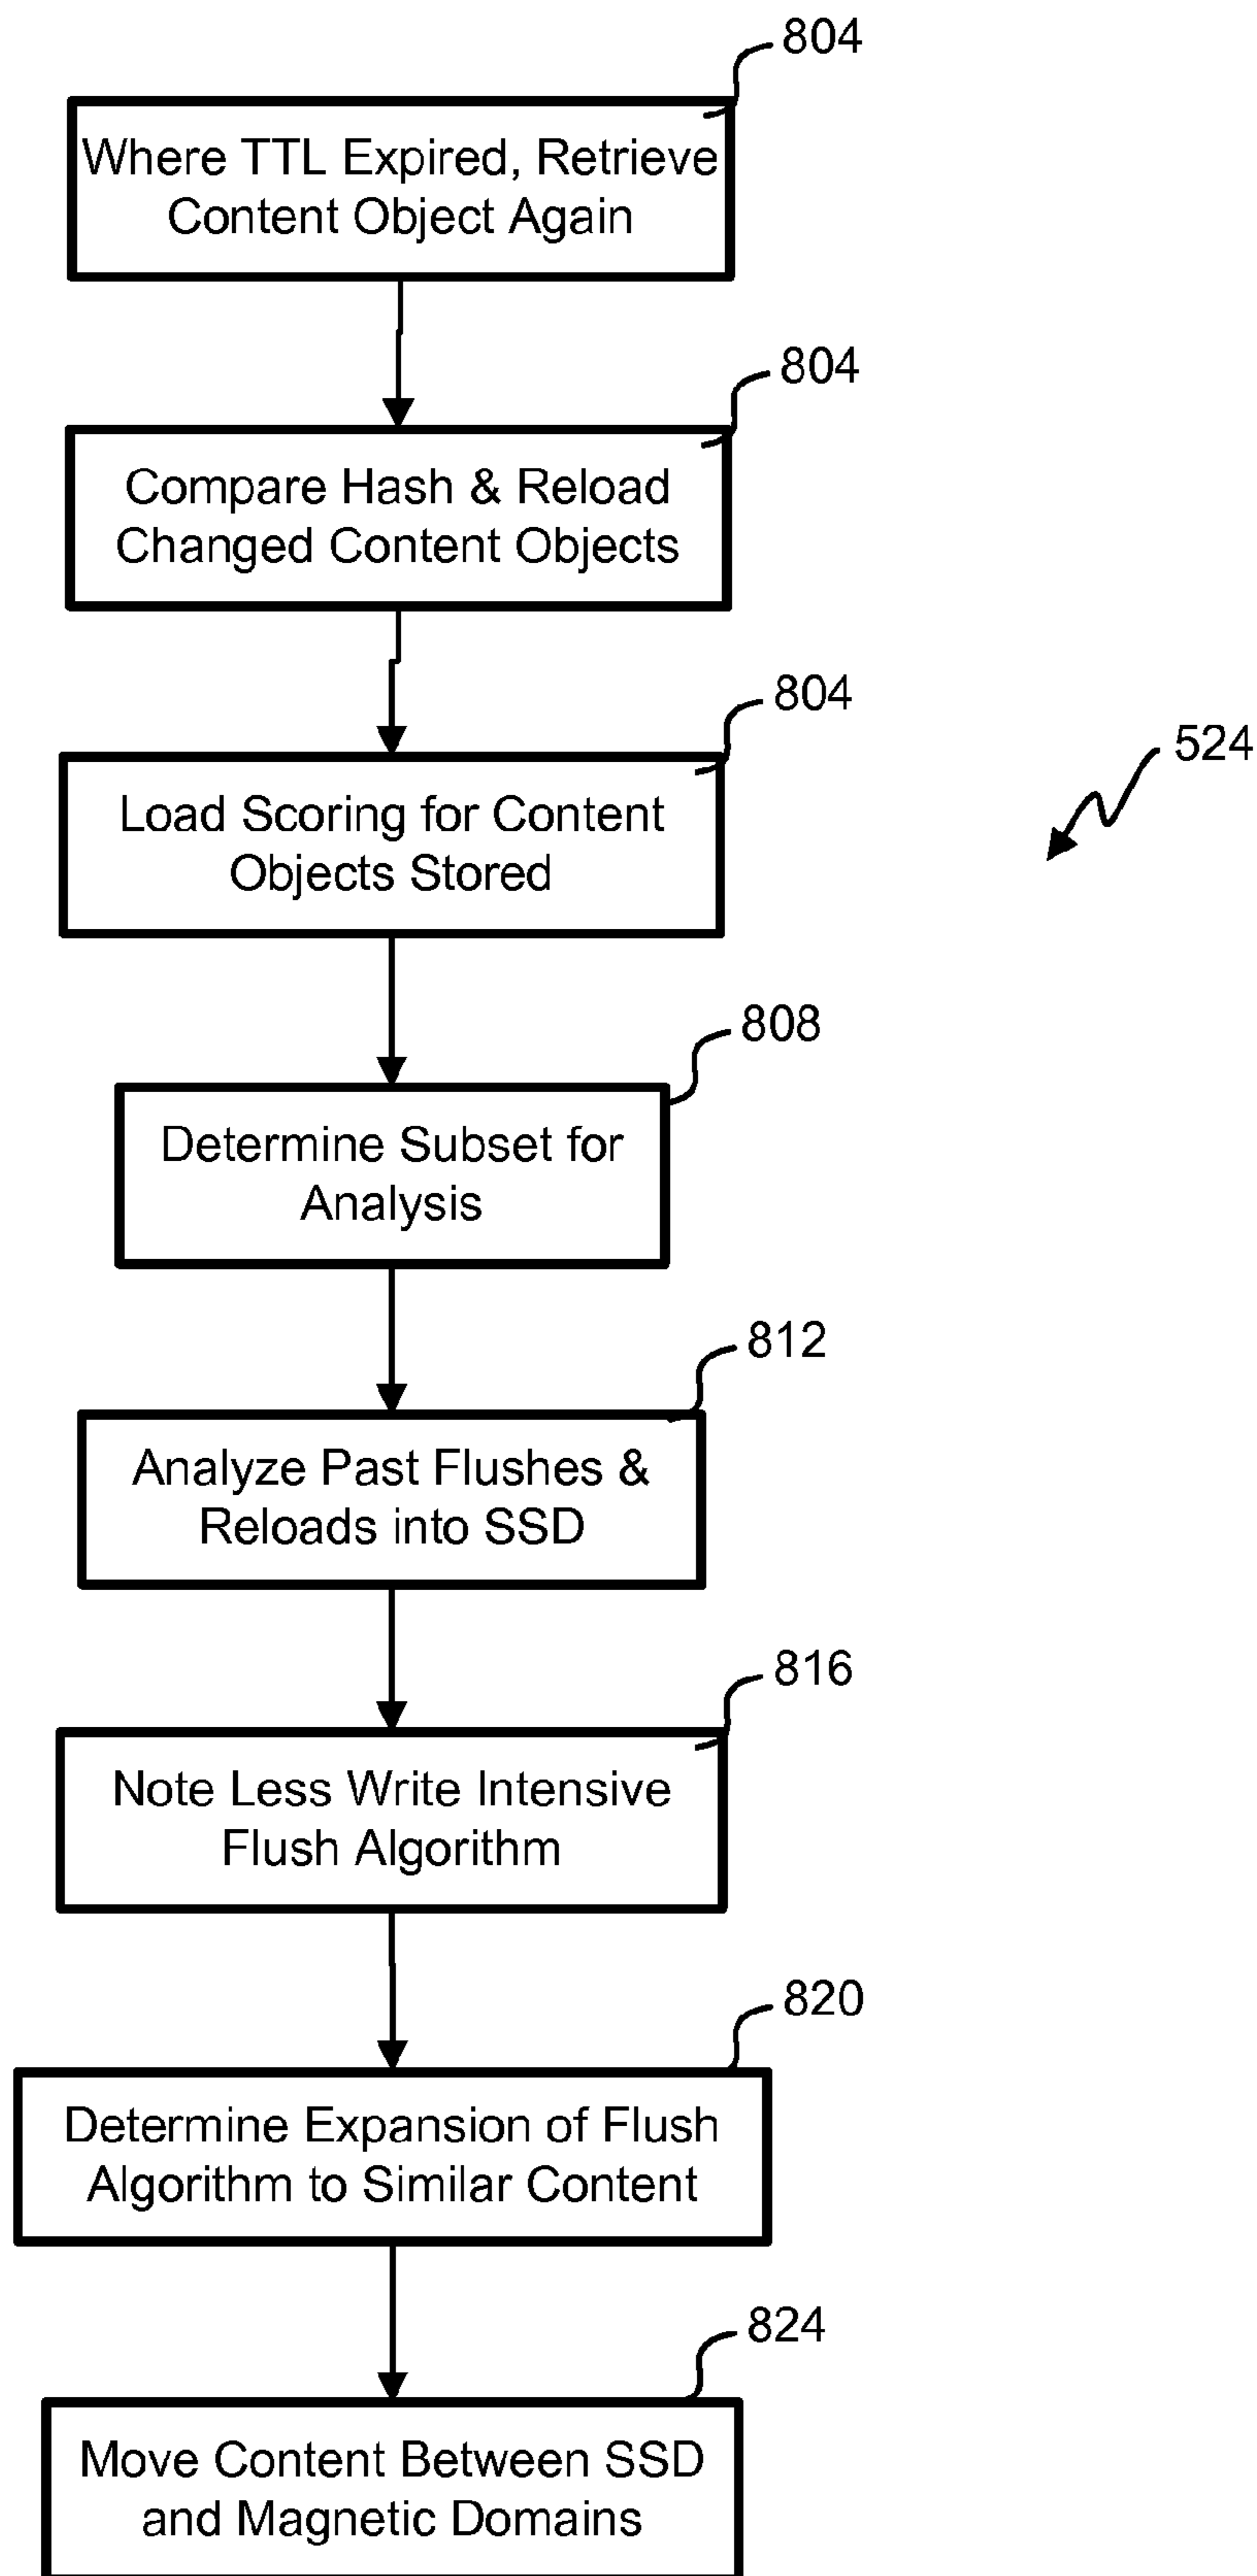 804
Where TTL Expired, Retrieve
Content Object Again
804
Compare Hash & Reload
Changed Content Objects
804
Load Scoring for Content
Objects Stored
524
808
Determine Subset for
Analysis
812
Analyze Past Flushes &
Reloads into SSD
816
Note Less Write Intensive
Flush Algorithm
820
Determine Expansion of Flush
Algorithm to Similar Content
824
Move Content Between SSD
and Magnetic Domains